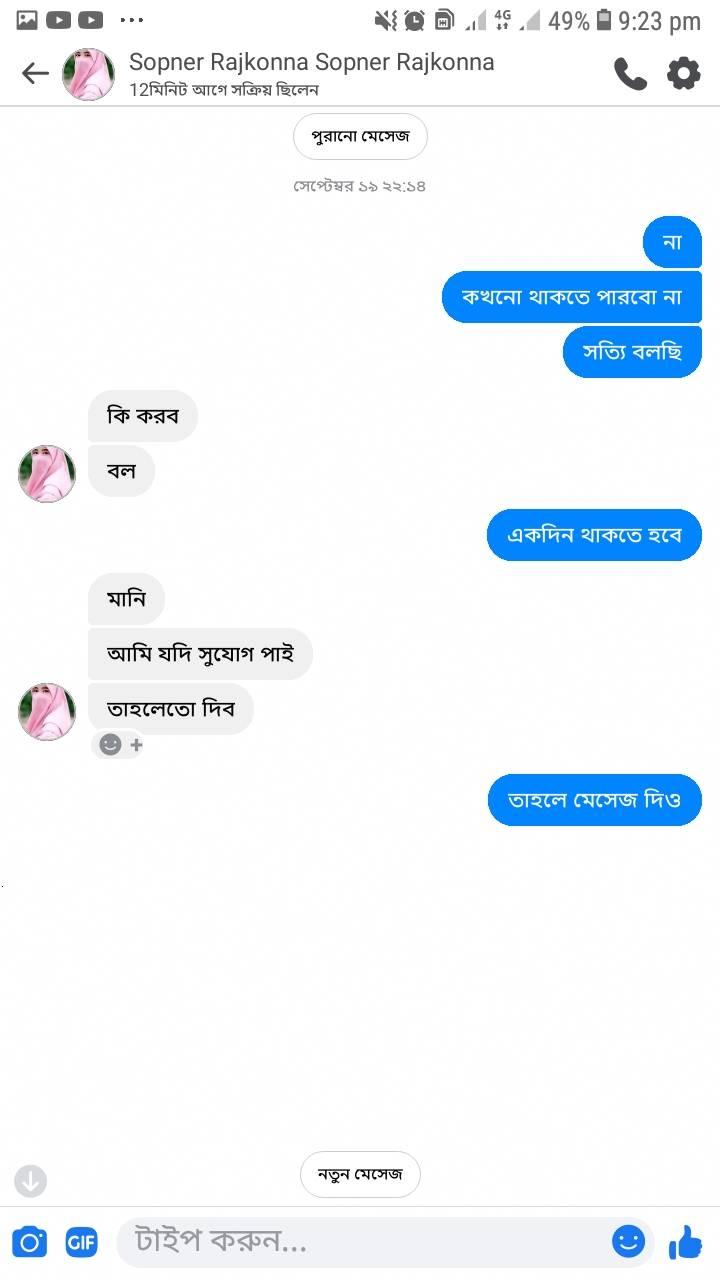 4G 49% 9:23 pm
Sopner Rajkonna Sopner Rajkonna
12মিনিট আগে সক্রিয় ছিলেন
পুরানো মেসেজ
সেপ্টেম্বর ১৯ ২২:১৪
না
কখনো থাকতে পারবো না
সত্যি বলছি
কি করব
বল
একদিন থাকতে হবে
মানি
আমি যদি সুযোগ পাই
তাহলেতো দিব
তাহলে মেসেজ দিও
নতুন মেসেজ
GIF টাইপ করুন...